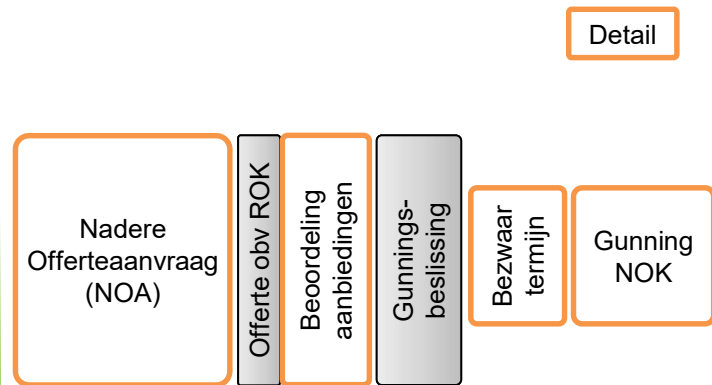 Detail
Nadere
Offerteaanvraag
(NOA)
Offerte obv ROK
Beoordeling
aanbiedingen
Gunnings-
beslissing
Bezwaar
termijn
Gunning
NOK